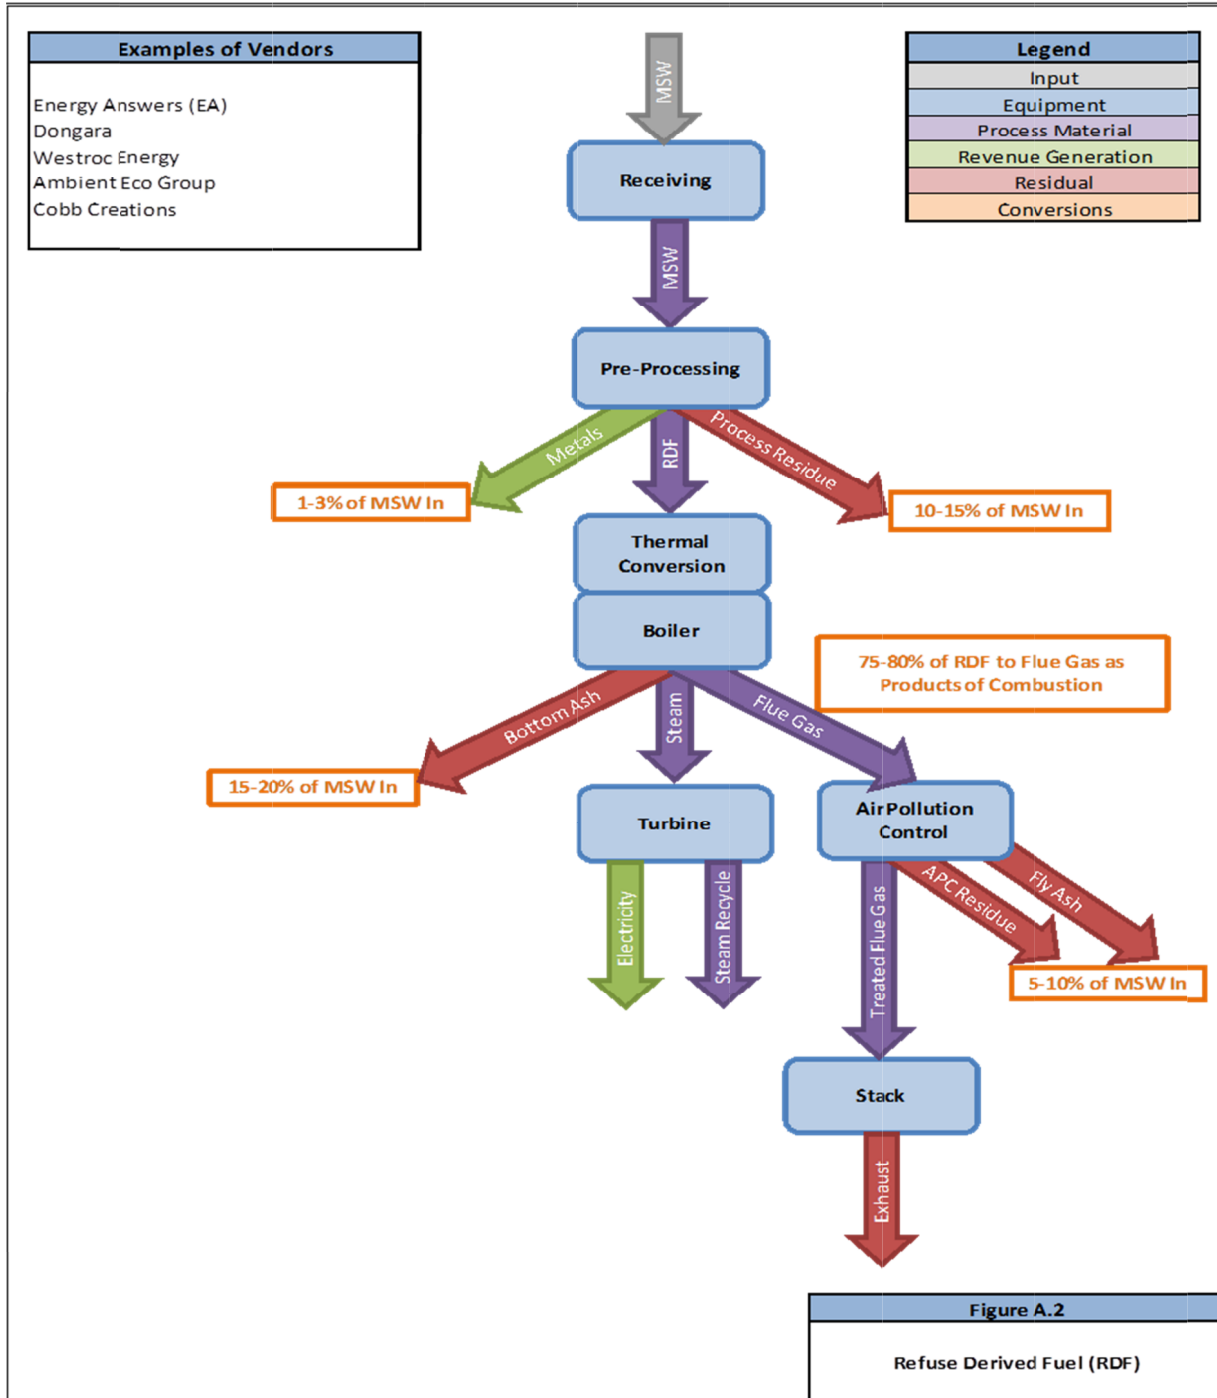 Examples of Vendors
Energy Answers (EA)
Dongara
Westroc Energy
Ambient Eco Group
Cobb Creations
Legend
Input
Equipment
Process Material
Revenue Generation
Residual
Conversions
MSW
Receiving
MSW
Pre-Processing
Metals
RDF
Process Residue
1-3% of MSW In
10-15% of MSW In
Thermal
Conversion
Boiler
75-80% of RDF to Flue Gas as
Products of Combustion
Bottom Ash
Steam
Flue Gas
15-20% of MSW In
Turbine
Air Pollution
Control
Electricity
Steam Recycle
Treated Flue Gas
APC Residue
Fly Ash
5-10% of MSW In
Stack
Exhaust
Figure A.2
Refuse Derived Fuel (RDF)